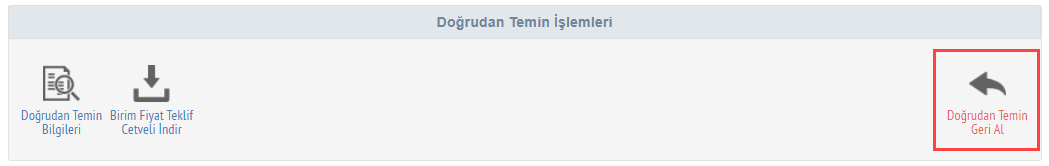 Doğrudan Temin İşlemleri
Doğrudan Temin
Bilgileri
Birim Fiyat Teklif
Cetveli İndir
Doğrudan Temin
Geri Al